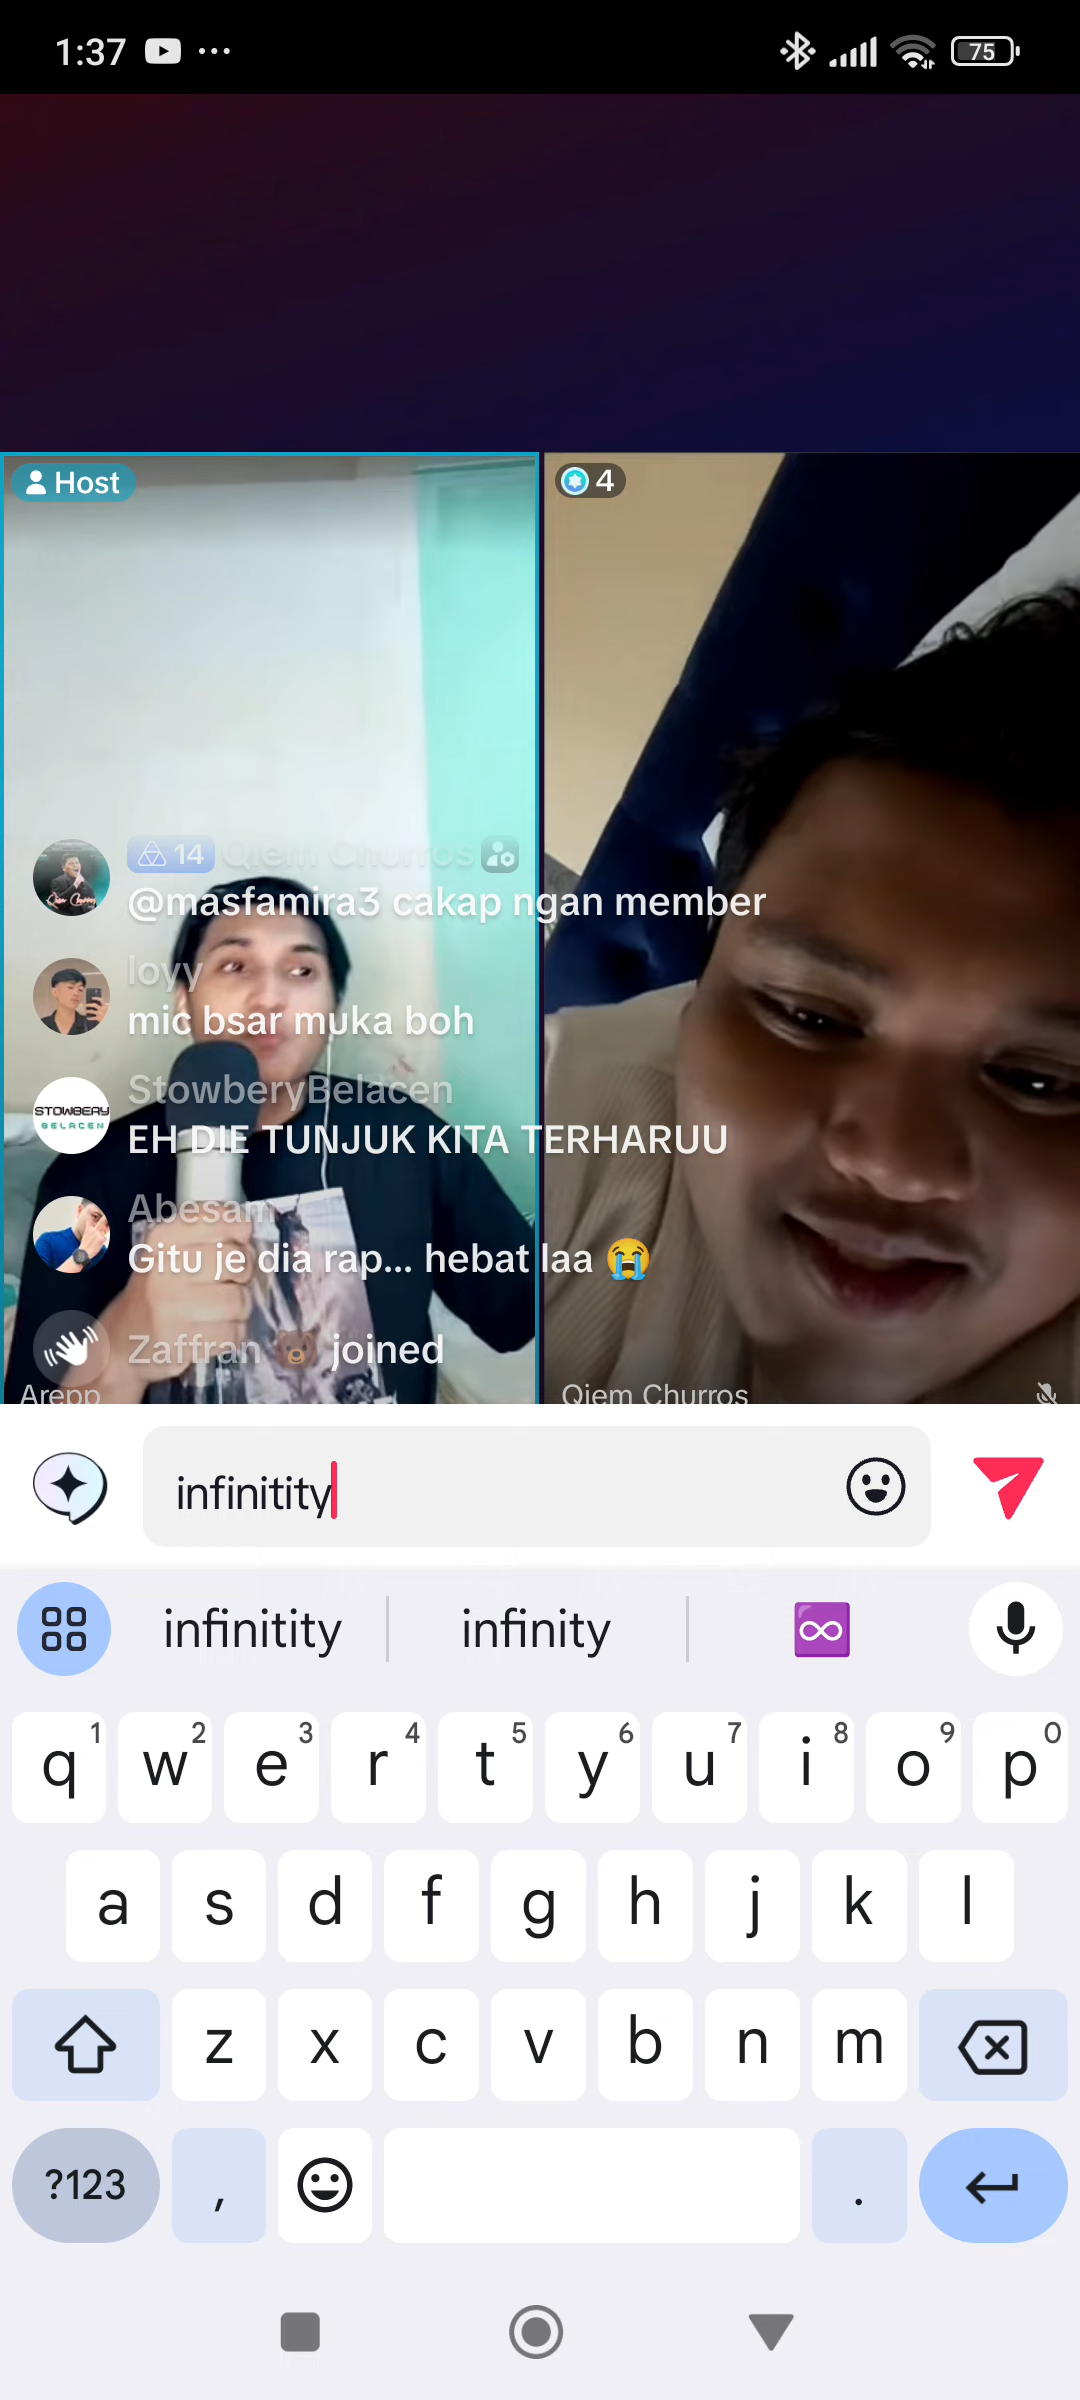 1:37
75
Host
4
14 Qiem Churros
@masfamira3 cakap ngan member
loyy
mic bsar muka boh
StowberyBelacen
STOWBERY
BELACEN
EH DIE TUNJUK KITA TERHARUU
Abesam
Gitu je dia rap... hebat laa 😭
Zaffran 🐻 joined
Arepp
Qiem Churros
infinitity
infinitity
infinity
♾️
q 1 w 2 e 3 r 4 t 5 y 6 u 7 i 8 o 9 p 0
a s d f g h j k l
z x c v b n m
?123 , .